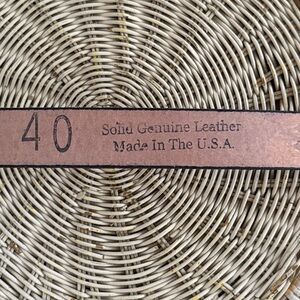 40
Solid Genuine Leather
Made In The U.S.A.